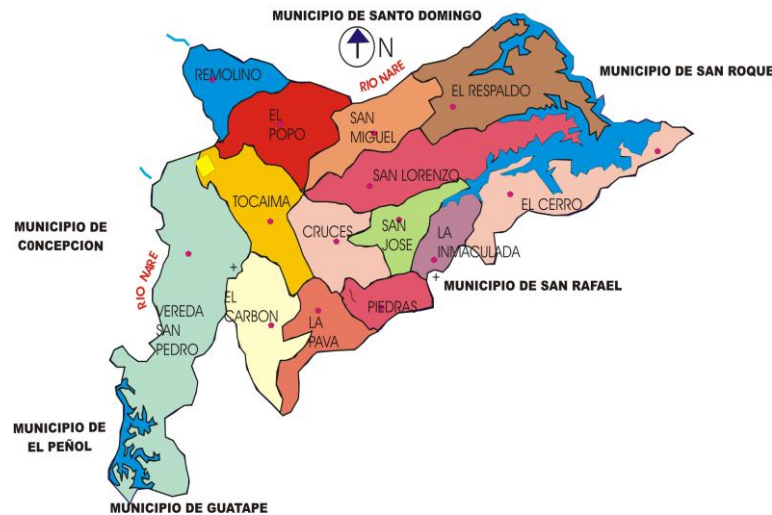 MUNICIPIO DE SANTO DOMINGO
N
RIO NARE
MUNICIPIO DE SAN ROQUE
REMOLINO
EL RESPALDO
EL
POPO
SAN
MIGUEL
SAN LORENZO
TOCAIMA
EL CERRO
MUNICIPIO DE
CONCEPCION
CRUCES
SAN
JOSE
LA
INMACULADA
RIO NARE
MUNICIPIO DE SAN RAFAEL
EL
CARBON
PIEDRAS
VEREDA
SAN
PEDRO
LA
PAVA
MUNICIPIO DE
EL PEÑOL
MUNICIPIO DE GUATAPE